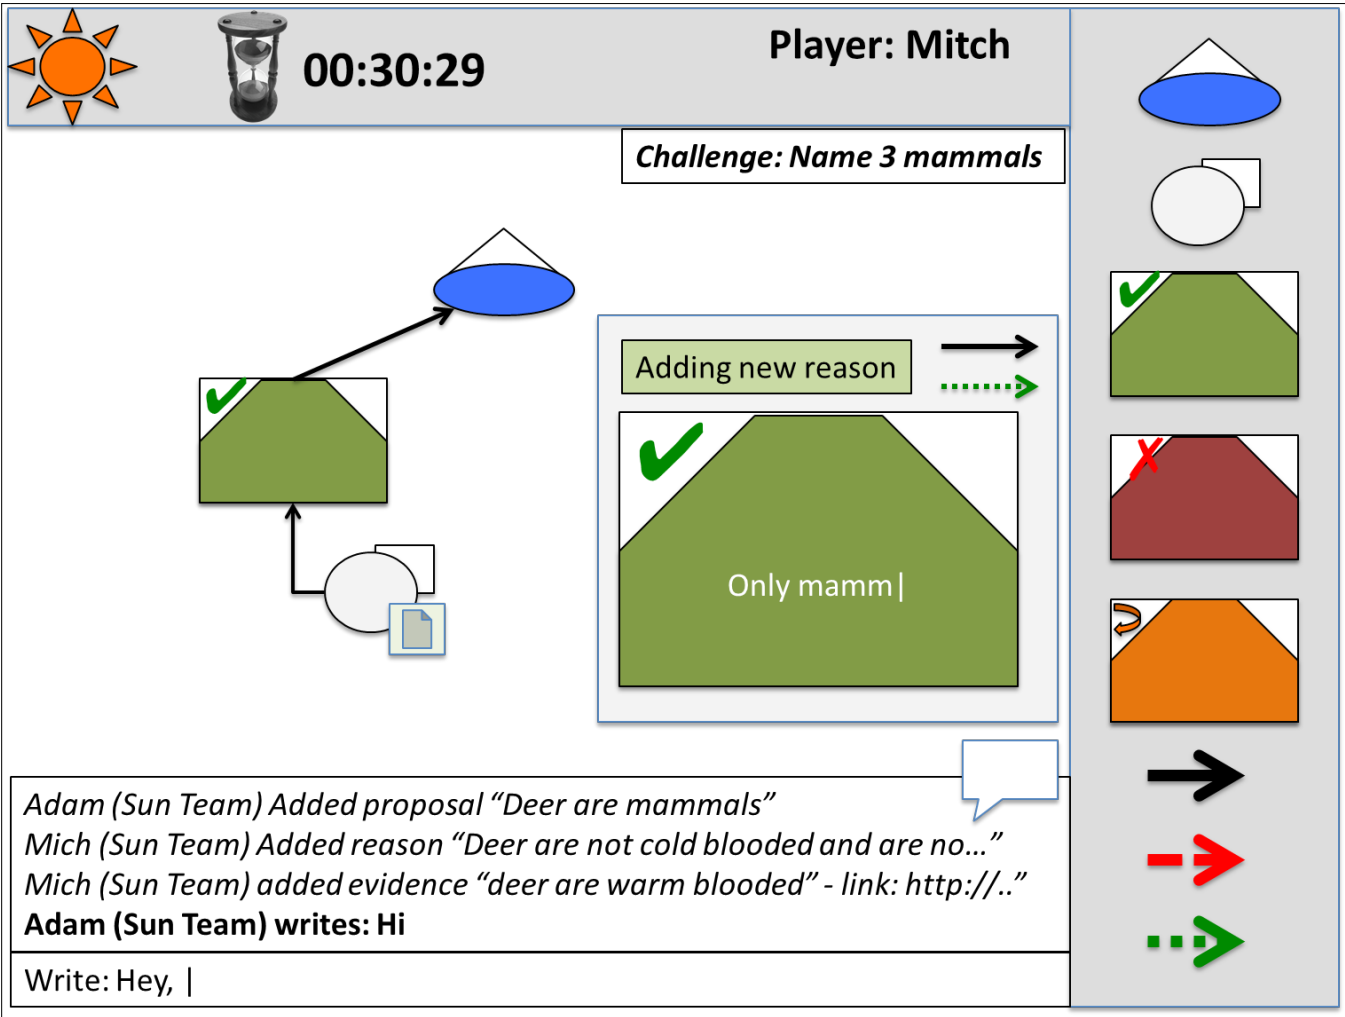 00:30:29
Player: Mitch
Challenge: Name 3 mammals
Adding new reason
Only mamm|
Adam (Sun Team) Added proposal “Deer are mammals”
Mich (Sun Team) Added reason “Deer are not cold blooded and are no...”
Mich (Sun Team) added evidence “deer are warm blooded” - link: http://..”
Adam (Sun Team) writes: Hi
Write: Hey, |